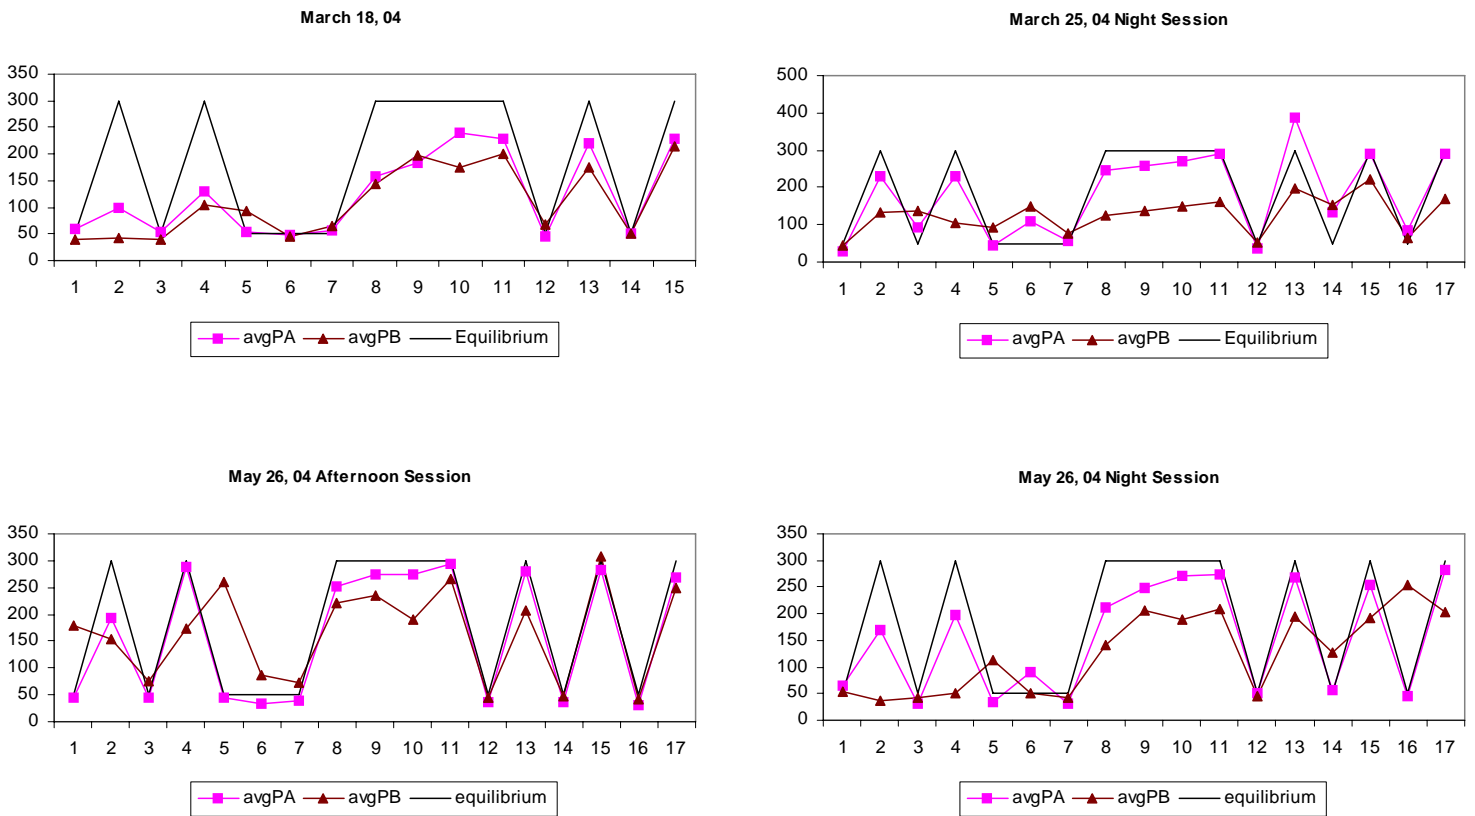 March 18, 04
350
300
250
200
150
100
50
0
1 2 3 4 5 6 7 8 9 10 11 12 13 14 15
avgPA avgPB Equilibrium
March 25, 04 Night Session
500
400
300
200
100
0
1 2 3 4 5 6 7 8 9 10 11 12 13 14 15 16 17
avgPA avgPB Equilibrium
May 26, 04 Afternoon Session
350
300
250
200
150
100
50
0
1 2 3 4 5 6 7 8 9 10 11 12 13 14 15 16 17
avgPA avgPB equilibrium
May 26, 04 Night Session
350
300
250
200
150
100
50
0
1 2 3 4 5 6 7 8 9 10 11 12 13 14 15 16 17
avgPA avgPB equilibrium